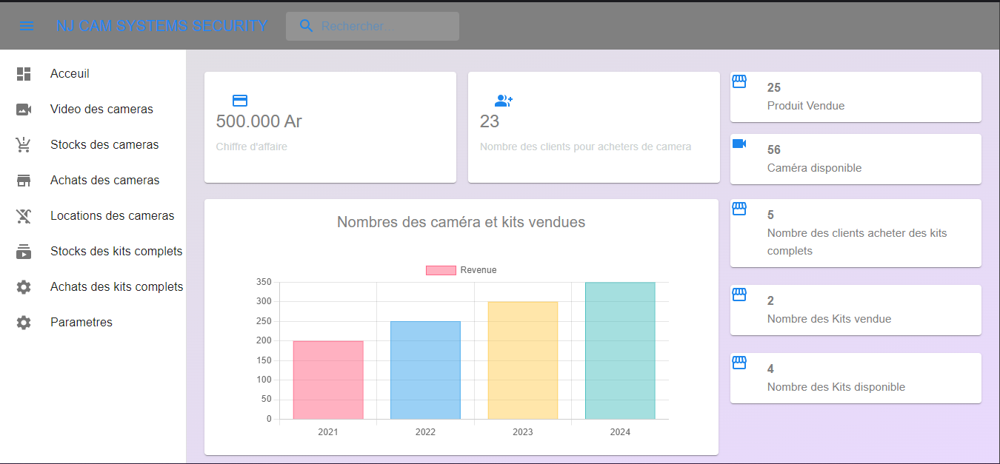 NJ CAM SYSTEMS SECURITY
Rechercher...
Acceuil
Video des cameras
Stocks des cameras
Achats des cameras
Locations des cameras
Stocks des kits complets
Achats des kits complets
Parametres
500.000 Ar
Chiffre d'affaire
23
Nombre des clients pour acheters de camera
25
Produit Vendue
56
Caméra disponible
5
Nombre des clients acheter des kits
complets
2
Nombre des Kits vendue
4
Nombre des Kits disponible
Nombres des caméra et kits vendues
Revenue
350
300
250
200
150
100
50
0
2021 2022 2023 2024